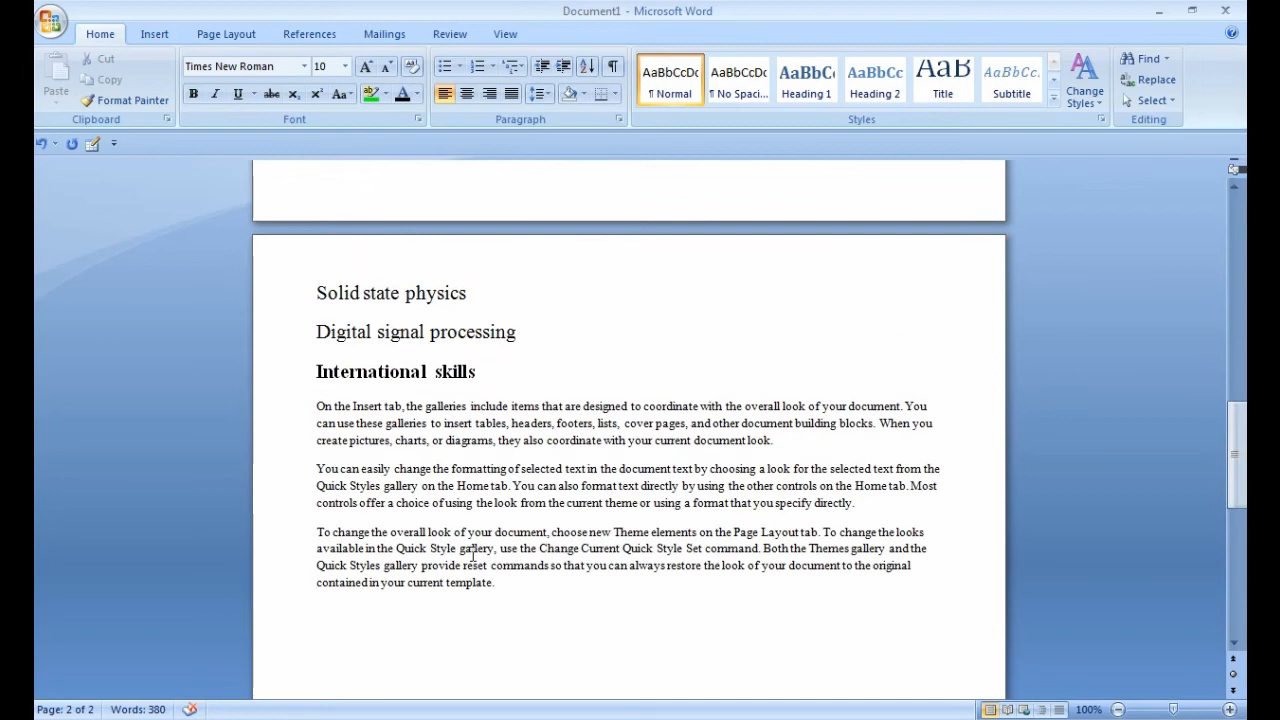 Document1 - Microsoft Word
Home Insert Page Layout References Mailings Review View
Paste
Cut
Copy
Format Painter
Clipboard
Times New Roman 10
B I U abc x₂ x² Aa
Font
Paragraph
AaBbCcDc AaBbCcDc AaBbC AaBbCc AaB AaBbCc.
¶ Normal ¶ No Spaci... Heading 1 Heading 2 Title Subtitle
Change Styles
Styles
Find
Replace
Select
Editing
Solid state physics
Digital signal processing
International skills
On the Insert tab, the galleries include items that are designed to coordinate with the overall look of your document. You
can use these galleries to insert tables, headers, footers, lists, cover pages, and other document building blocks. When you
create pictures, charts, or diagrams, they also coordinate with your current document look.
You can easily change the formatting of selected text in the document text by choosing a look for the selected text from the
Quick Styles gallery on the Home tab. You can also format text directly by using the other controls on the Home tab. Most
controls offer a choice of using the look from the current theme or using a format that you specify directly.
To change the overall look of your document, choose new Theme elements on the Page Layout tab. To change the looks
available in the Quick Style gallery, use the Change Current Quick Style Set command. Both the Themes gallery and the
Quick Styles gallery provide reset commands so that you can always restore the look of your document to the original
contained in your current template.
Page: 2 of 2 Words: 380 100%